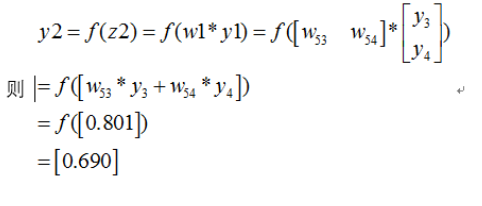 y2 = f(z2) = f(w1*y1) = f([w₅₃ w₅₄]*[y₃ y₄])
则 |= f([w₅₃*y₃+w₅₄*y₄])
= f([0.801])
= [0.690]